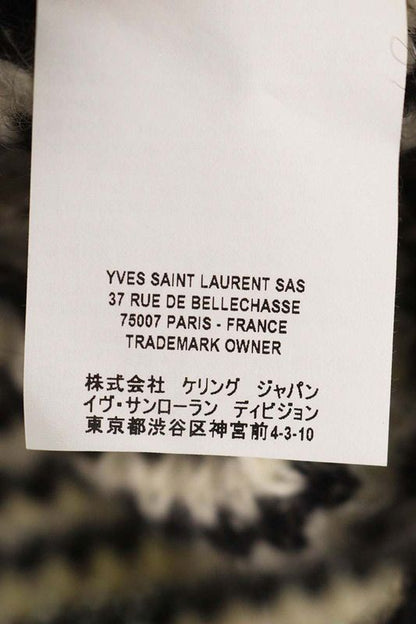 YVES SAINT LAURENT SAS
37 RUE DE BELLECHASSE
75007 PARIS - FRANCE
TRADEMARK OWNER
株式会社 ケリング ジャパン
イヴ・サンローラン ディビジョン
東京都渋谷区神宮前4-3-10